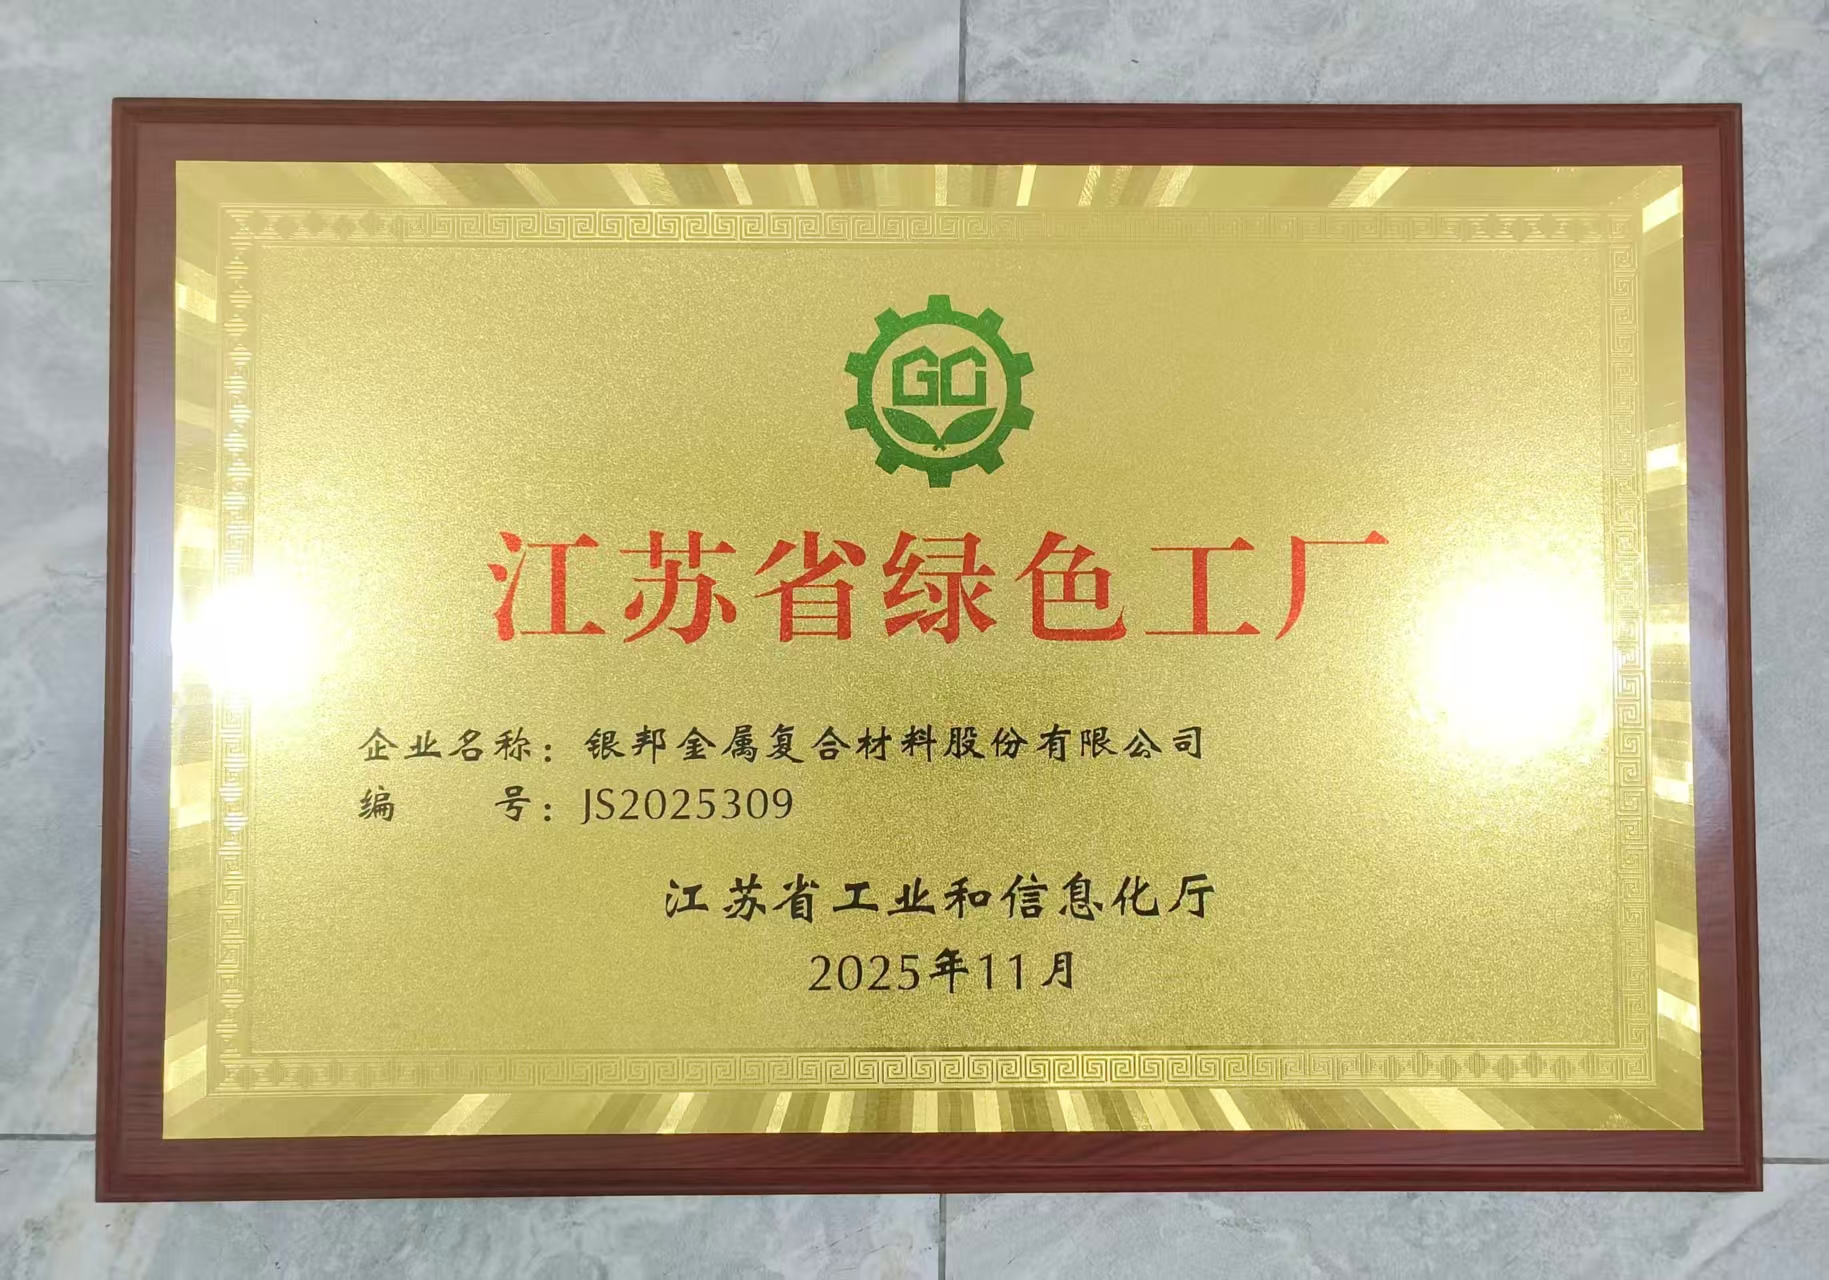 GC
江苏省绿色工厂
企业名称：银邦金属复合材料股份有限公司
编 号：JS2025309
江苏省工业和信息化厅
2025年11月